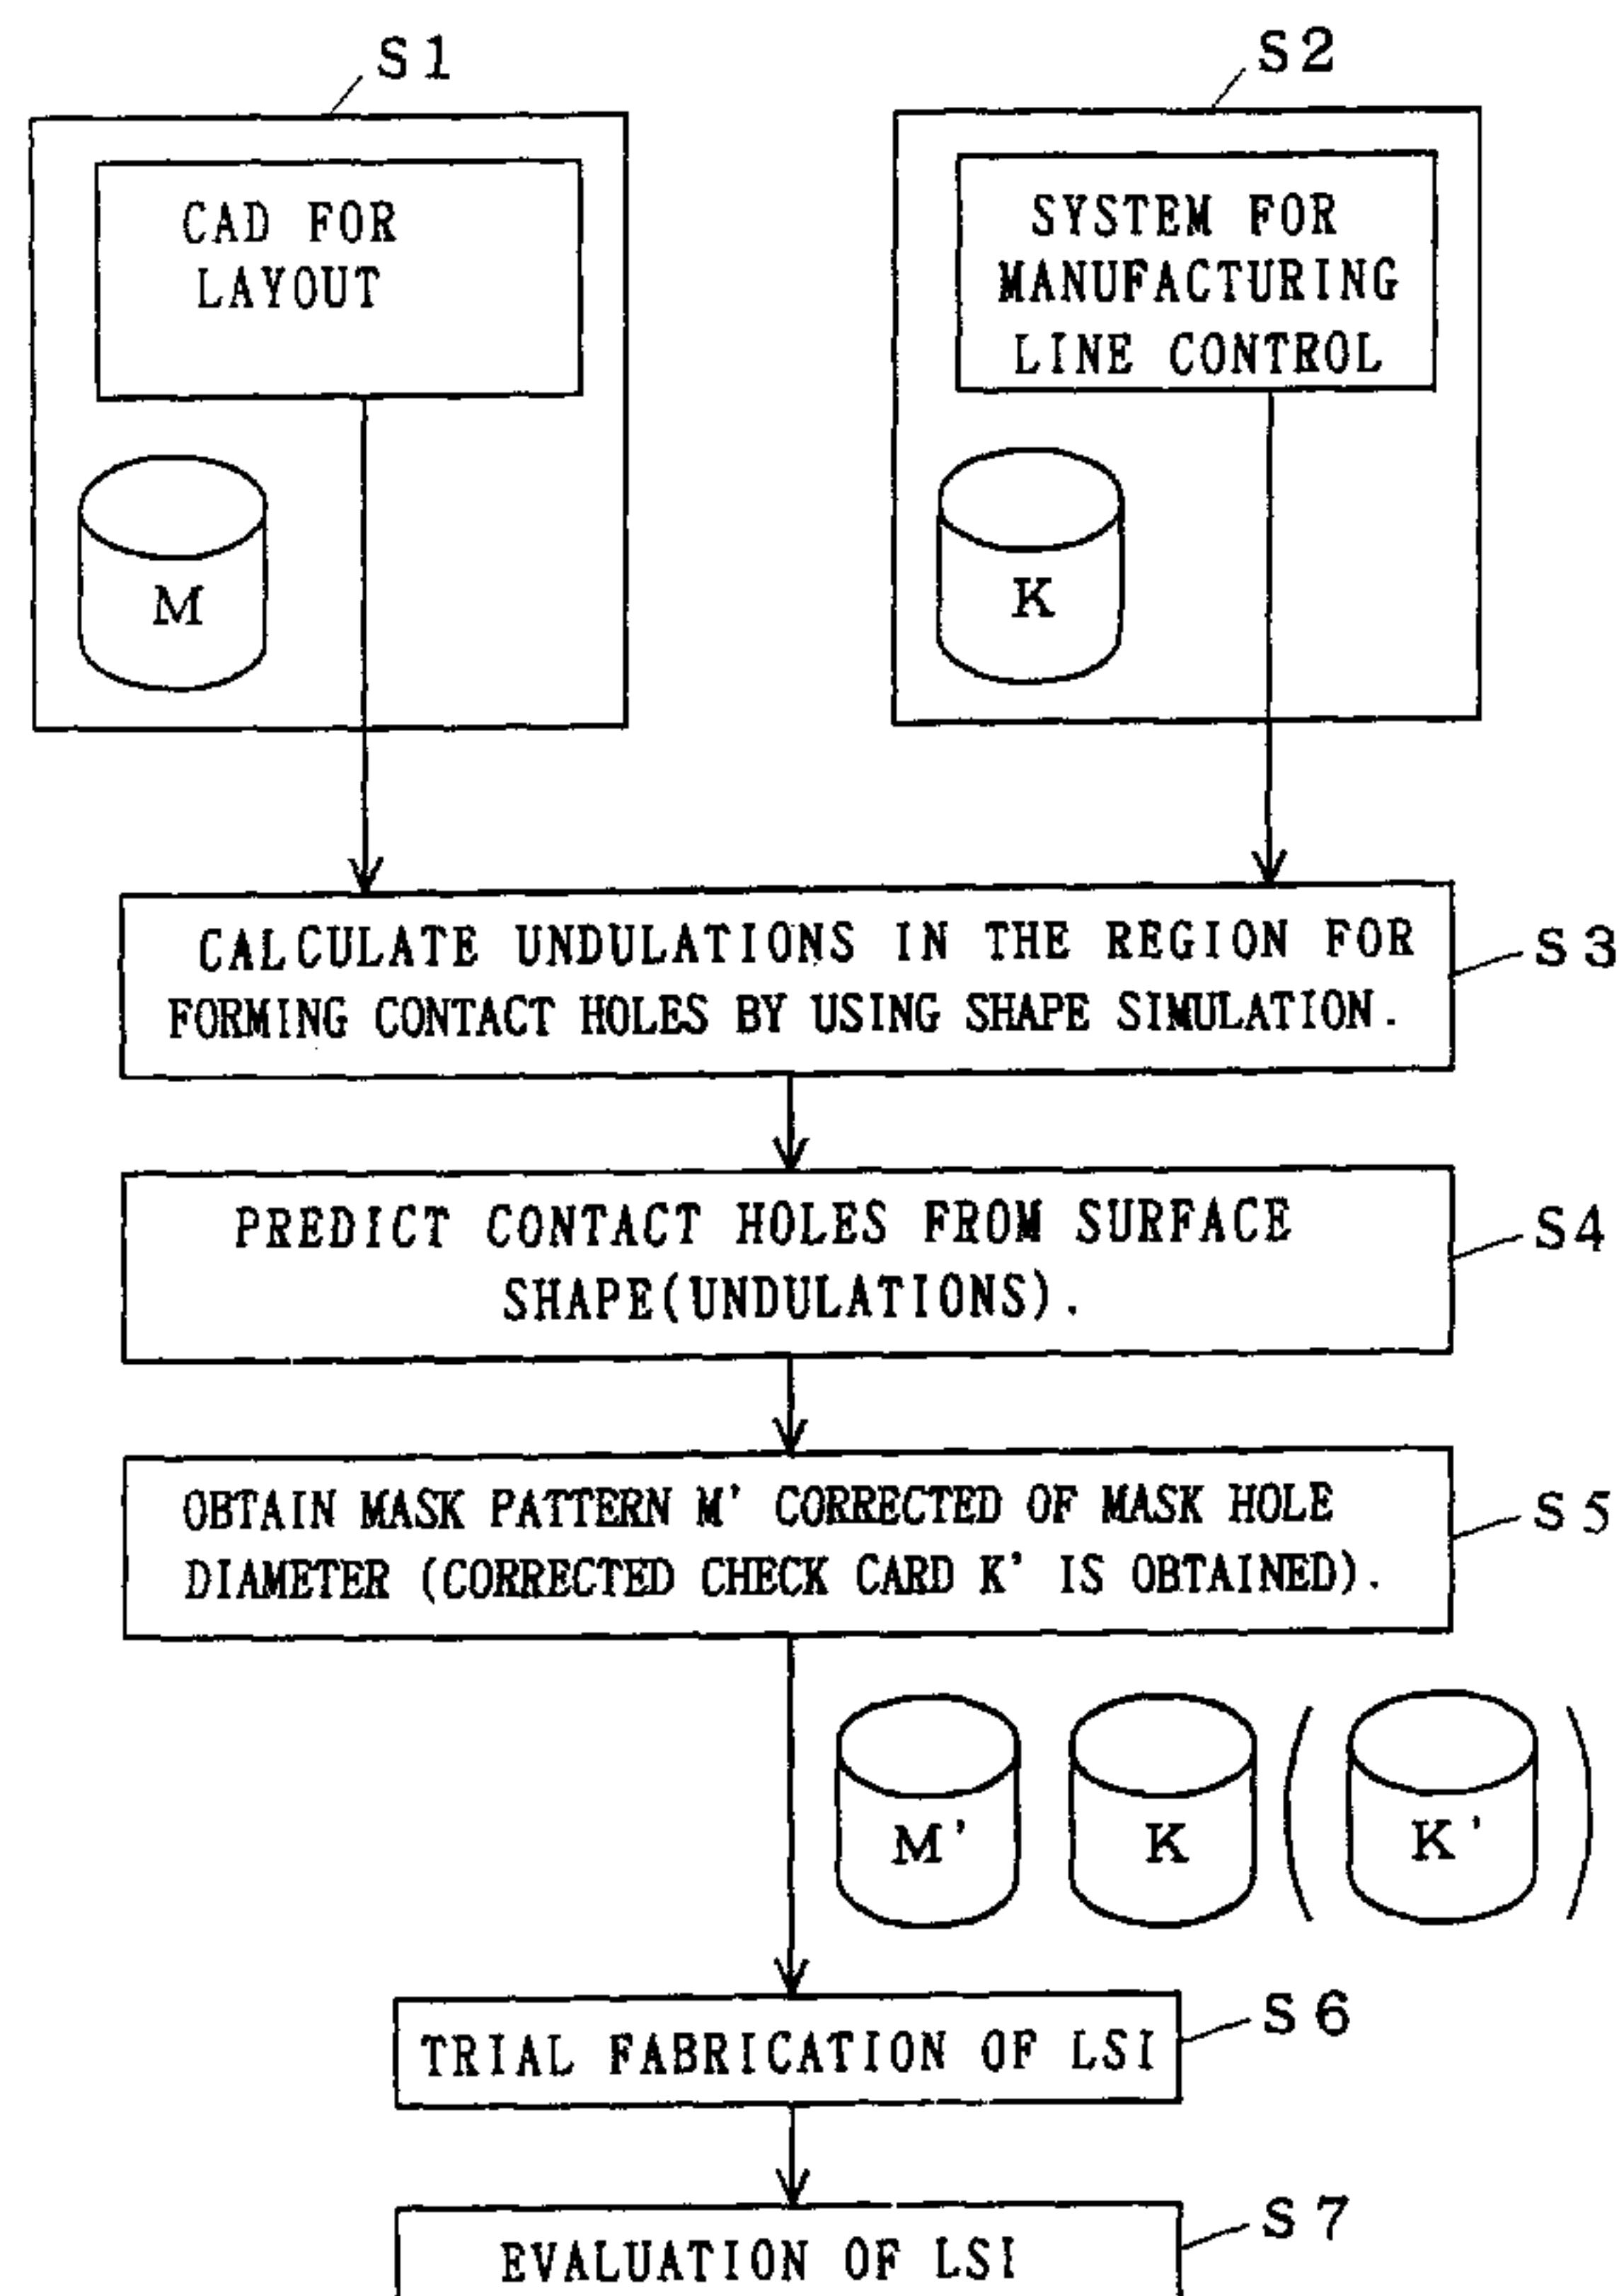 S1
S2
CAD FOR
LAYOUT
SYSTEM FOR
MANUFACTURING
LINE CONTROL
M
K
CALCULATE UNDULATIONS IN THE REGION FOR
FORMING CONTACT HOLES BY USING SHAPE SIMULATION.
S3
PREDICT CONTACT HOLES FROM SURFACE
SHAPE(UNDULATIONS).
S4
OBTAIN MASK PATTERN M' CORRECTED OF MASK HOLE
DIAMETER (CORRECTED CHECK CARD K' IS OBTAINED).
S5
M' K (K')
TRIAL FABRICATION OF LSI
S6
EVALUATION OF LSI
S7